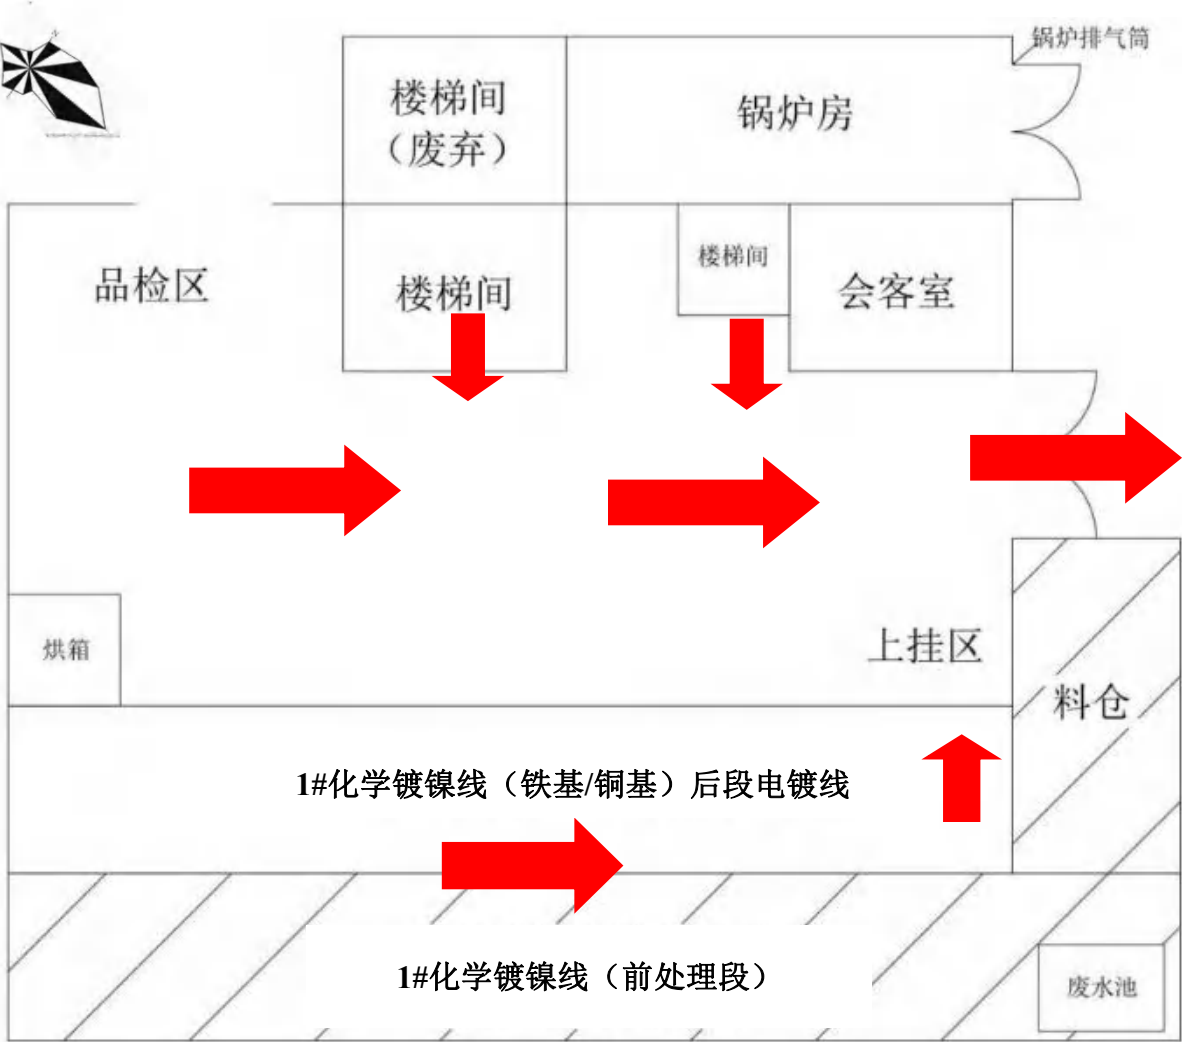 锅炉排气筒
楼梯间
（废弃）
锅炉房
品检区
楼梯间
楼梯间
会客室
烘箱
上挂区
料仓
1#化学镀镍线（铁基/铜基）后段电镀线
1#化学镀镍线（前处理段）
废水池